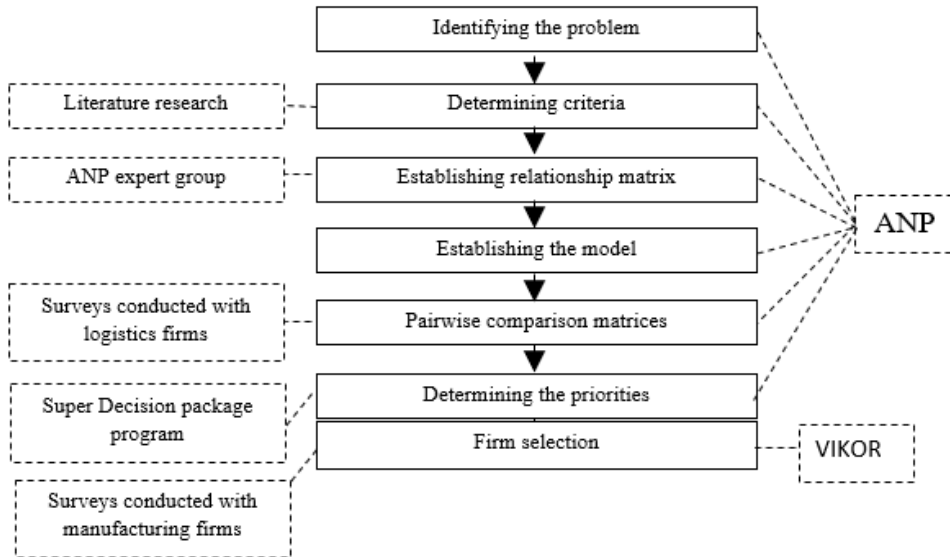 Identifying the problem
Literature research
Determining criteria
ANP expert group
Establishing relationship matrix
ANP
Establishing the model
Surveys conducted with
logistics firms
Pairwise comparison matrices
Super Decision package
program
Determining the priorities
Firm selection
VIKOR
Surveys conducted with
manufacturing firms